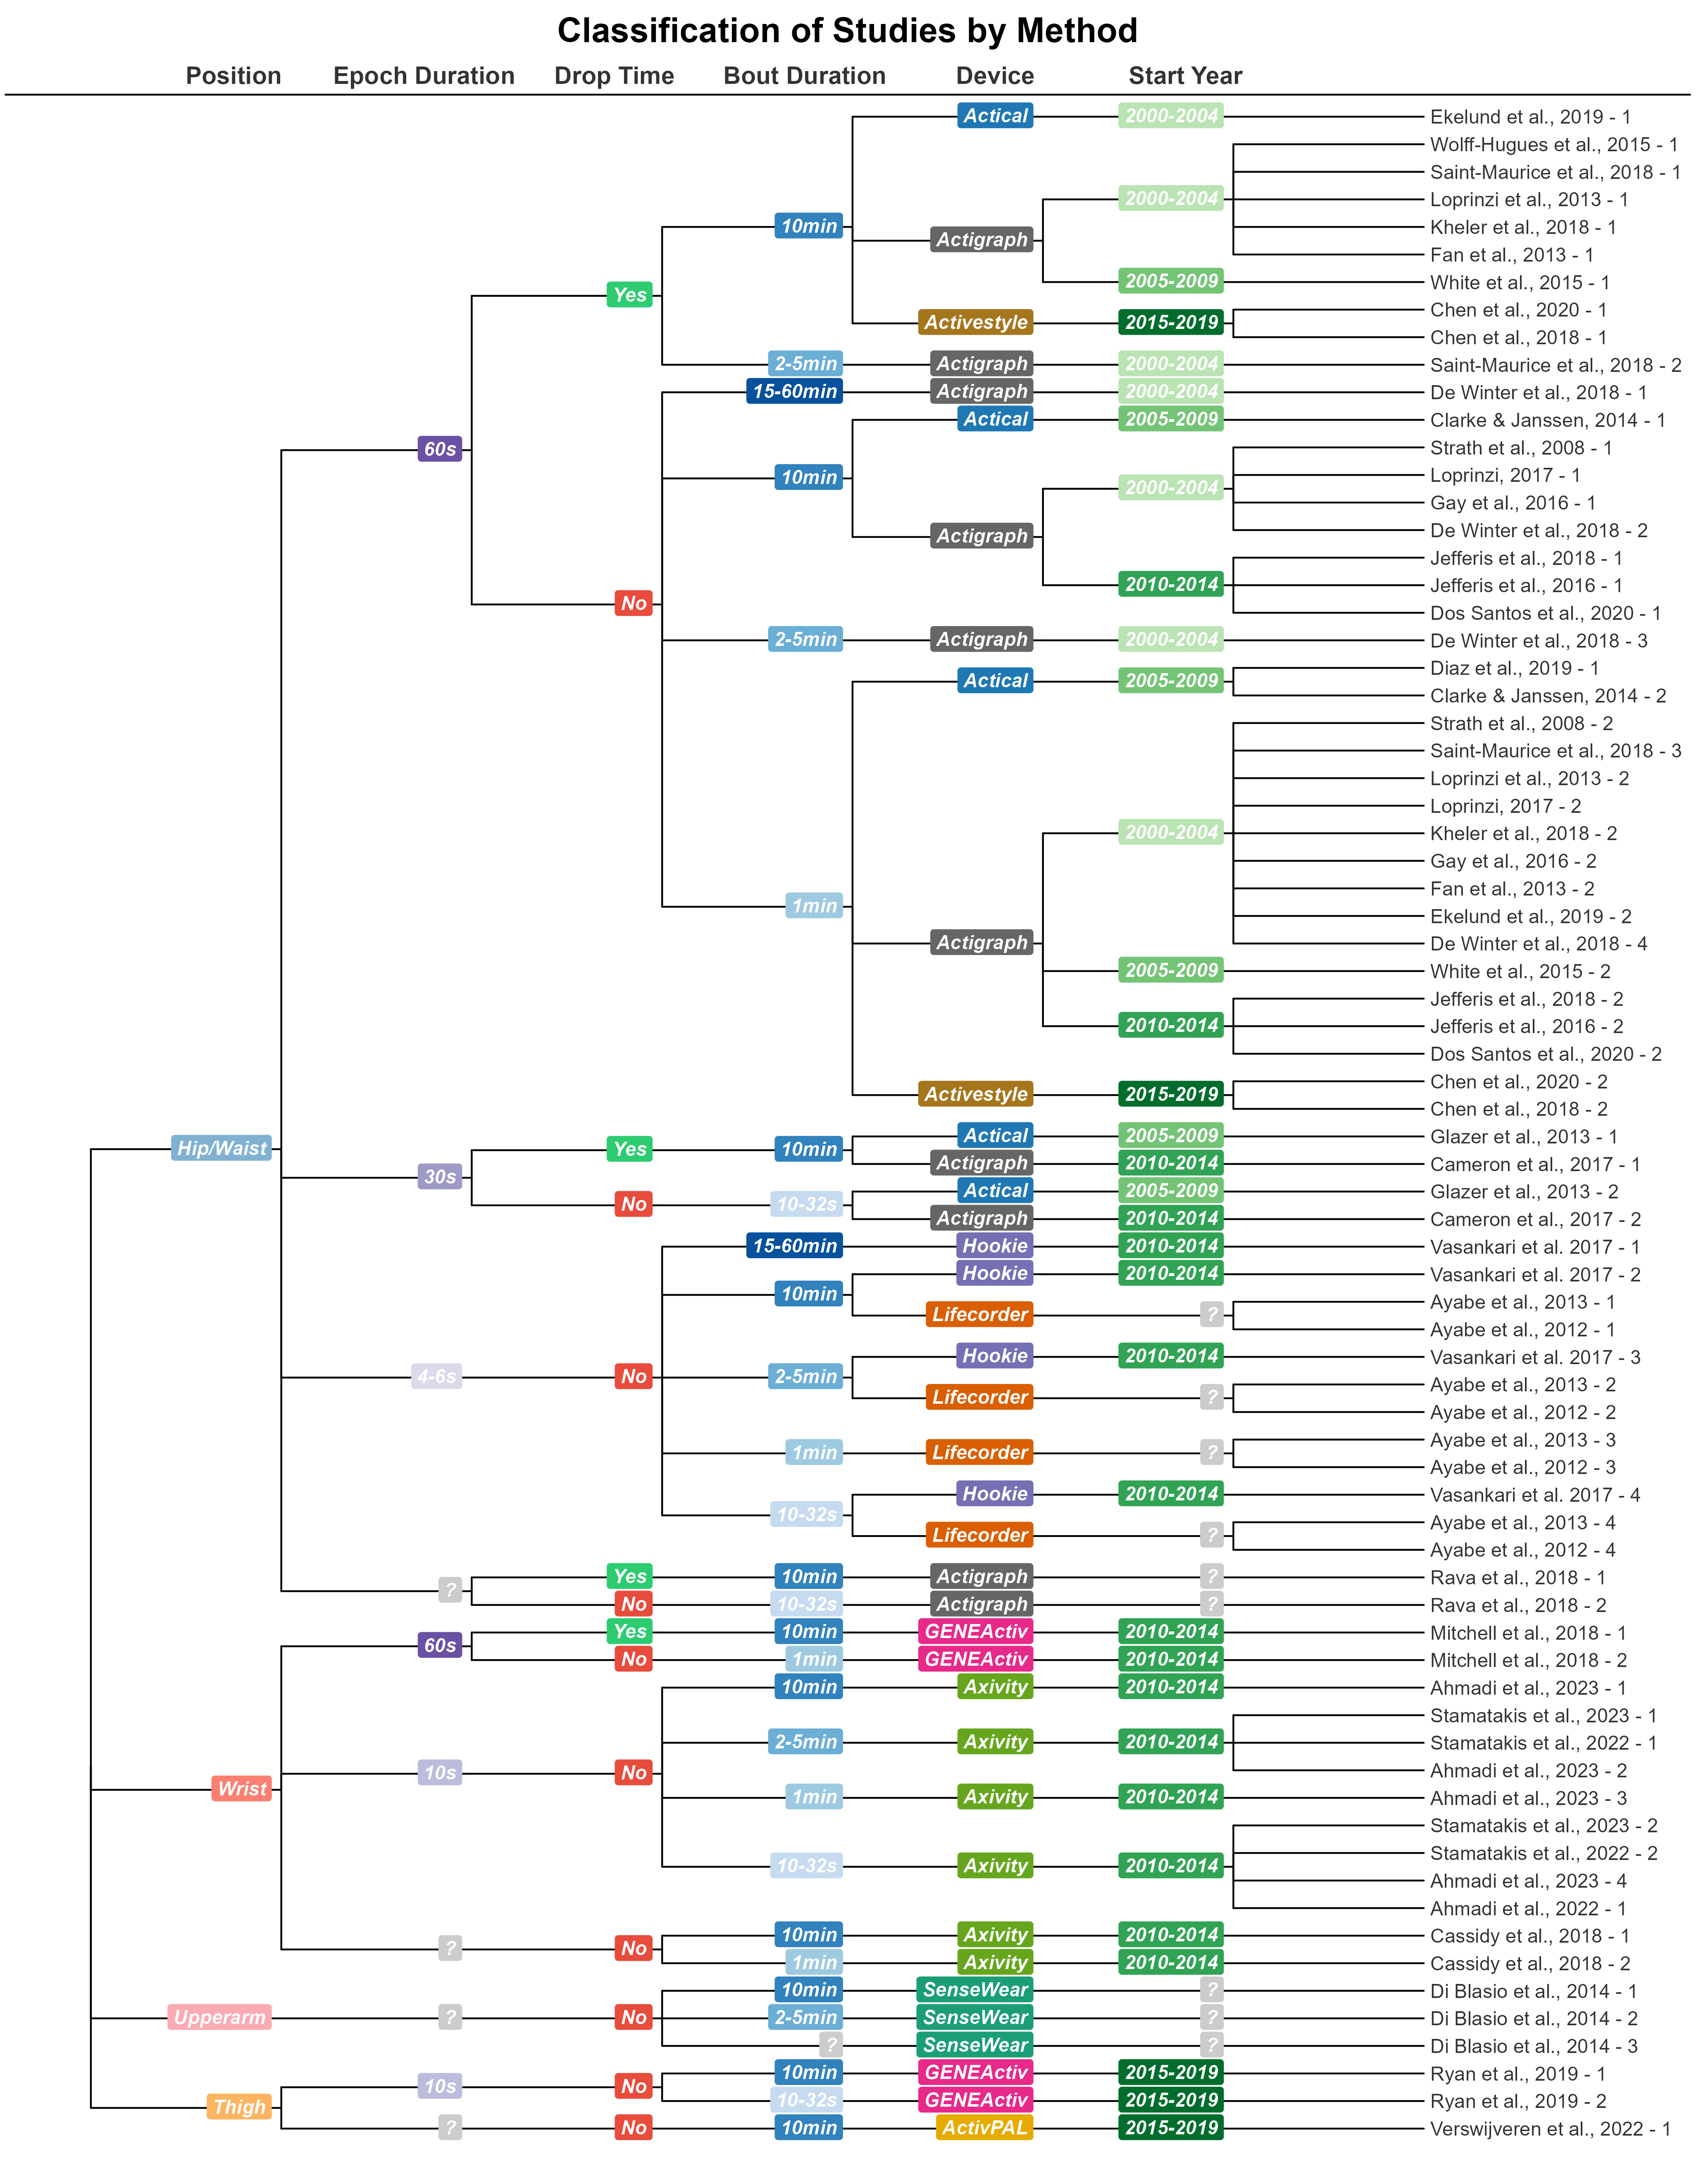 Classification of Studies by Method
Position Epoch Duration Drop Time Bout Duration Device Start Year
Actical 2000-2004 Ekelund et al., 2019 - 1
Wolff-Hugues et al., 2015 - 1
Saint-Maurice et al., 2018 - 1
2000-2004 Loprinzi et al., 2013 - 1
10min Kheler et al., 2018 - 1
Actigraph Fan et al., 2013 - 1
2005-2009 White et al., 2015 - 1
Yes Chen et al., 2020 - 1
Activestyle 2015-2019
Chen et al., 2018 - 1
2-5min Actigraph 2000-2004 Saint-Maurice et al., 2018 - 2
15-60min Actigraph 2000-2004 De Winter et al., 2018 - 1
Actical 2005-2009 Clarke & Janssen, 2014 - 1
60s Strath et al., 2008 - 1
10min Loprinzi, 2017 - 1
2000-2004 Gay et al., 2016 - 1
Actigraph De Winter et al., 2018 - 2
Jefferis et al., 2018 - 1
2010-2014 Jefferis et al., 2016 - 1
No Dos Santos et al., 2020 - 1
2-5min Actigraph 2000-2004 De Winter et al., 2018 - 3
Diaz et al., 2019 - 1
Actical 2005-2009
Clarke & Janssen, 2014 - 2
Strath et al., 2008 - 2
Saint-Maurice et al., 2018 - 3
Loprinzi et al., 2013 - 2
Loprinzi, 2017 - 2
2000-2004 Kheler et al., 2018 - 2
Gay et al., 2016 - 2
Fan et al., 2013 - 2
1min Ekelund et al., 2019 - 2
Actigraph De Winter et al., 2018 - 4
2005-2009 White et al., 2015 - 2
Jefferis et al., 2018 - 2
2010-2014 Jefferis et al., 2016 - 2
Dos Santos et al., 2020 - 2
Chen et al., 2020 - 2
Activestyle 2015-2019
Chen et al., 2018 - 2
Actical 2005-2009 Glazer et al., 2013 - 1
Hip/Waist Yes 10min
Actigraph 2010-2014 Cameron et al., 2017 - 1
30s
Actical 2005-2009 Glazer et al., 2013 - 2
No 10-32s
Actigraph 2010-2014 Cameron et al., 2017 - 2
15-60min Hookie 2010-2014 Vasankari et al. 2017 - 1
Hookie 2010-2014 Vasankari et al. 2017 - 2
10min Ayabe et al., 2013 - 1
Lifecorder ?
Ayabe et al., 2012 - 1
Hookie 2010-2014 Vasankari et al. 2017 - 3
4-6s No 2-5min Ayabe et al., 2013 - 2
Lifecorder ?
Ayabe et al., 2012 - 2
Ayabe et al., 2013 - 3
1min Lifecorder ?
Ayabe et al., 2012 - 3
Hookie 2010-2014 Vasankari et al. 2017 - 4
10-32s Ayabe et al., 2013 - 4
Lifecorder ?
Ayabe et al., 2012 - 4
Yes 10min Actigraph ? Rava et al., 2018 - 1
?
No 10-32s Actigraph ? Rava et al., 2018 - 2
Yes 10min GENEActiv 2010-2014 Mitchell et al., 2018 - 1
60s
No 1min GENEActiv 2010-2014 Mitchell et al., 2018 - 2
10min Axivity 2010-2014 Ahmadi et al., 2023 - 1
Stamatakis et al., 2023 - 1
2-5min Axivity 2010-2014 Stamatakis et al., 2022 - 1
10s No Ahmadi et al., 2023 - 2
Wrist 1min Axivity 2010-2014 Ahmadi et al., 2023 - 3
Stamatakis et al., 2023 - 2
Stamatakis et al., 2022 - 2
10-32s Axivity 2010-2014 Ahmadi et al., 2023 - 4
Ahmadi et al., 2022 - 1
10min Axivity 2010-2014 Cassidy et al., 2018 - 1
? No
1min Axivity 2010-2014 Cassidy et al., 2018 - 2
10min SenseWear ? Di Blasio et al., 2014 - 1
Upperarm ? No 2-5min SenseWear ? Di Blasio et al., 2014 - 2
? SenseWear ? Di Blasio et al., 2014 - 3
10min GENEActiv 2015-2019 Ryan et al., 2019 - 1
10s No
Thigh 10-32s GENEActiv 2015-2019 Ryan et al., 2019 - 2
? No 10min ActivPAL 2015-2019 Verswijveren et al., 2022 - 1